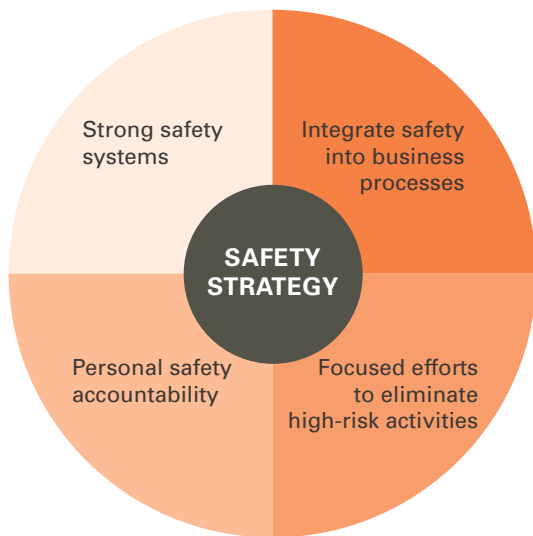 Strong safety
systems
Integrate safety
into business
processes
SAFETY
STRATEGY
Personal safety
accountability
Focused efforts
to eliminate
high-risk activities